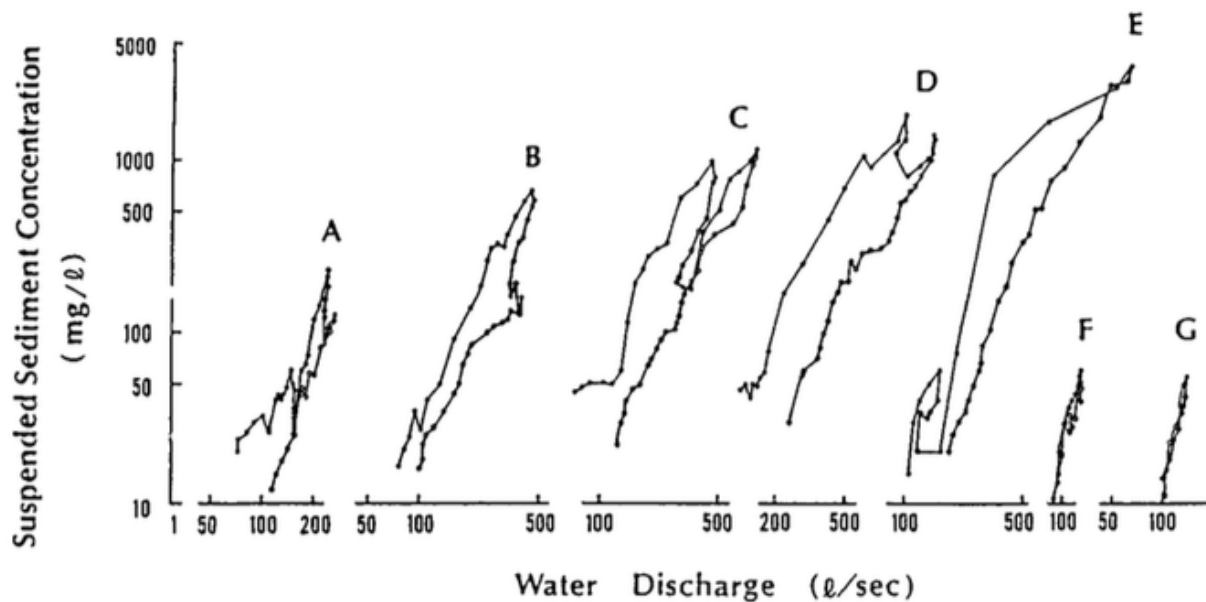 Suspended Sediment Concentration
(mg/ℓ)
5000
1000
500
100
50
10
1
A
B
C
D
E
F
G
50 100 200
100 500
100 500
200 500
100 500
100
50 100
Water Discharge (ℓ/sec)